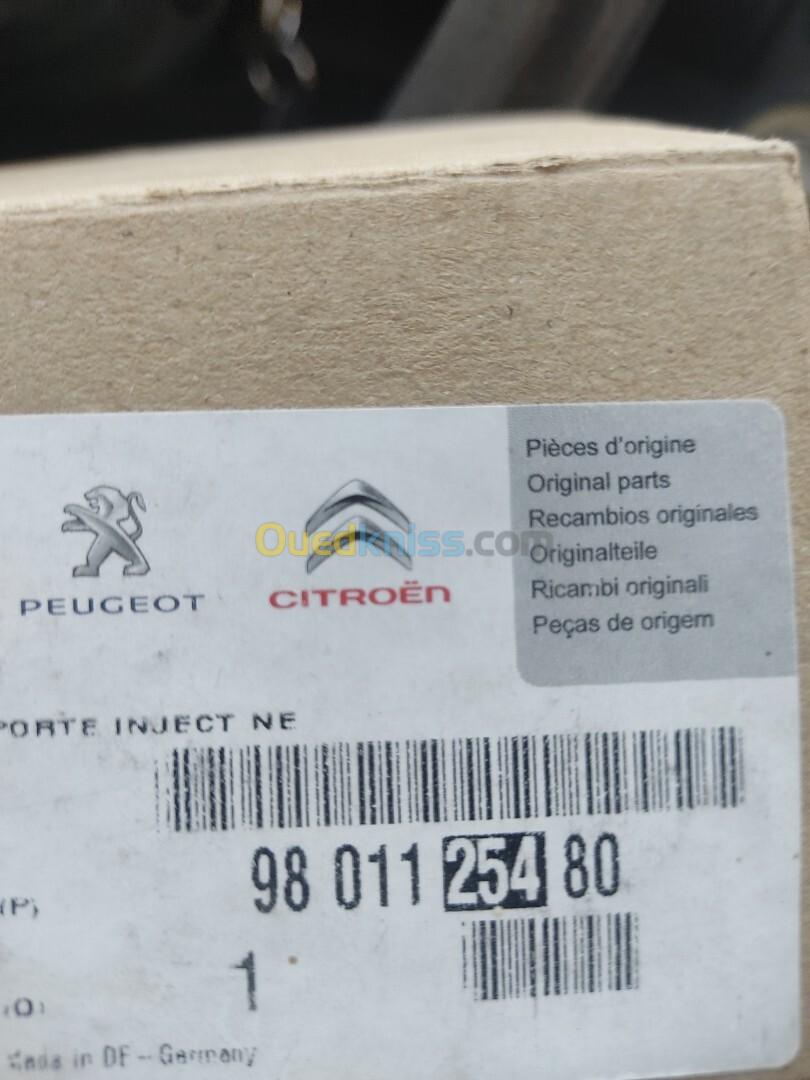 Pièces d'origine
Original parts
Recambios originales
Originalteile
Ricambi originali
Peças de origem
PEUGEOT
CITROËN
Ouedkniss.com
PORTE INJECT NE
98 011 254 80
(P)
1
(Q)
Made in DE - Germany